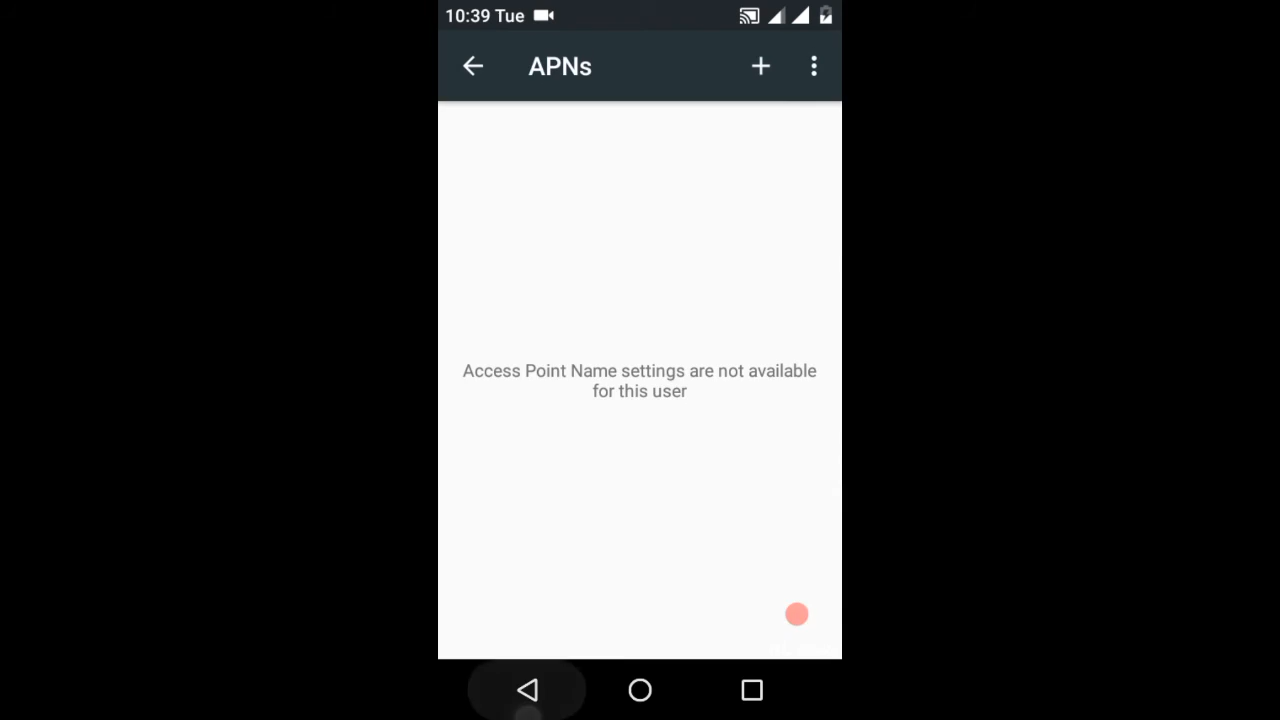 10:39 Tue
APNs
Access Point Name settings are not available
for this user